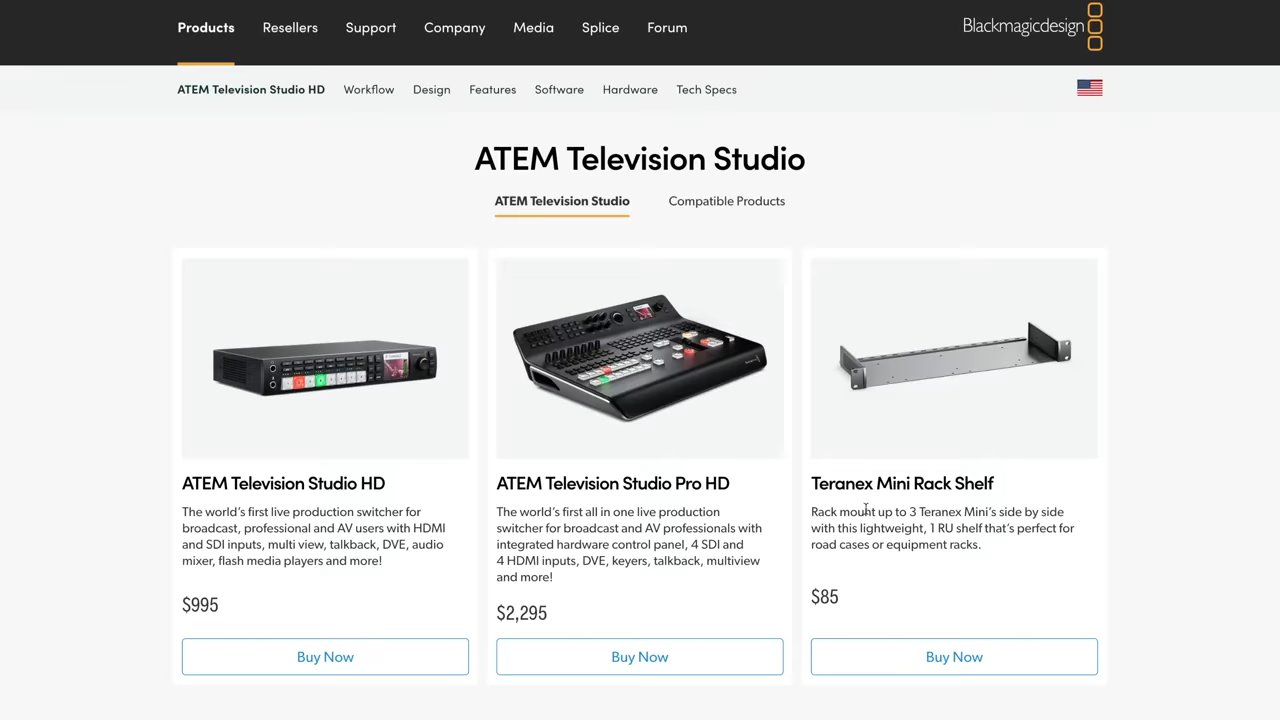 Products Resellers Support Company Media Splice Forum Blackmagicdesign
ATEM Television Studio HD Workflow Design Features Software Hardware Tech Specs
ATEM Television Studio
ATEM Television Studio Compatible Products
ATEM Television Studio HD
The world's first live production switcher for
broadcast, professional and AV users with HDMI
and SDI inputs, multi view, talkback, DVE, audio
mixer, flash media players and more!
$995
Buy Now
ATEM Television Studio Pro HD
The world's first all in one live production
switcher for broadcast and AV professionals with
integrated hardware control panel, 4 SDI and
4 HDMI inputs, DVE, keyers, talkback, multiview
and more!
$2,295
Buy Now
Teranex Mini Rack Shelf
Rack mount up to 3 Teranex Mini's side by side
with this lightweight, 1 RU shelf that's perfect for
road cases or equipment racks.
$85
Buy Now